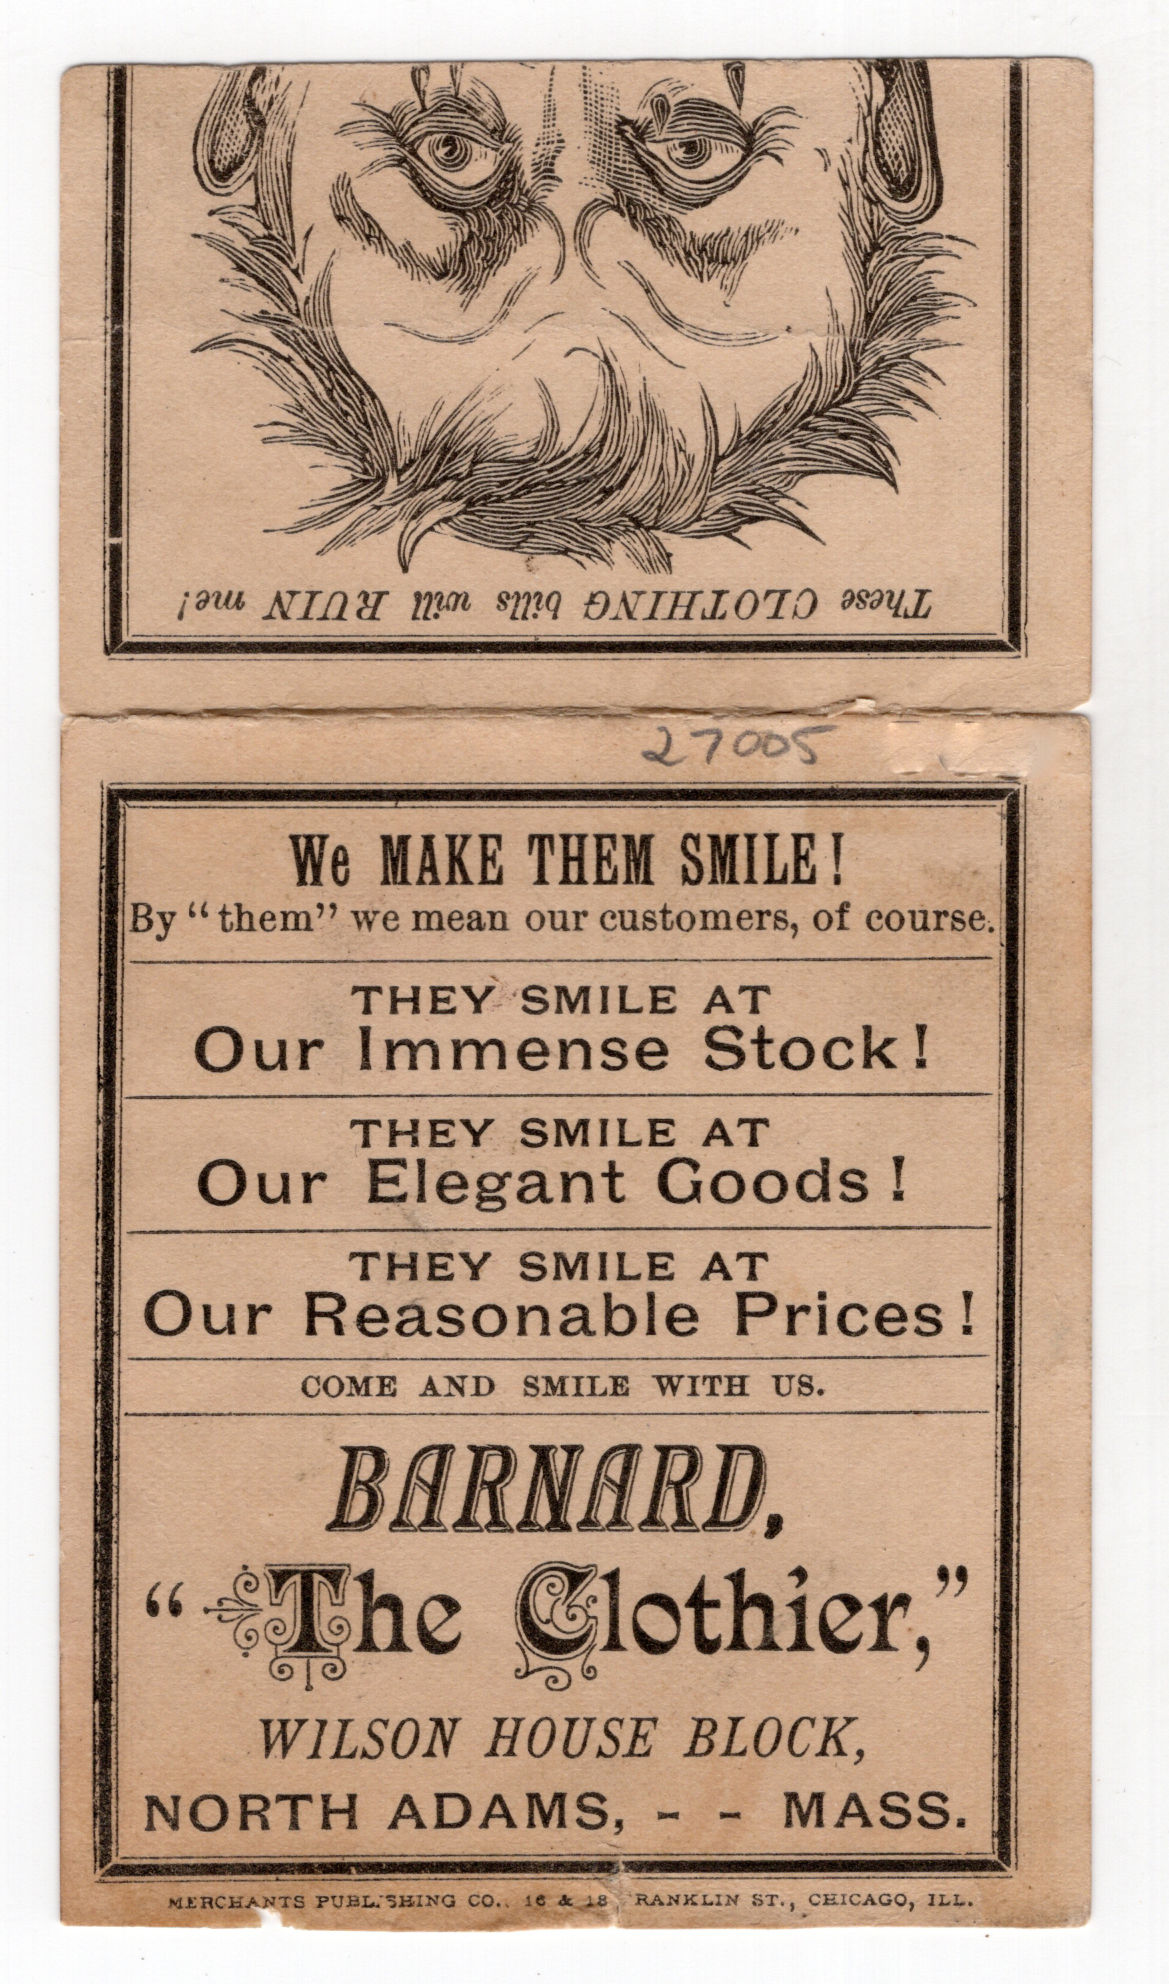 These CLOTHING bills will RUIN me!
27005
We MAKE THEM SMILE!
By "them" we mean our customers, of course.
THEY SMILE AT
Our Immense Stock!
THEY SMILE AT
Our Elegant Goods!
THEY SMILE AT
Our Reasonable Prices!
COME AND SMILE WITH US.
BARNARD,
"The Clothier,"
WILSON HOUSE BLOCK,
NORTH ADAMS, - - MASS.
MERCHANTS PUBLISHING CO., 16 & 18 FRANKLIN ST., CHICAGO, ILL.